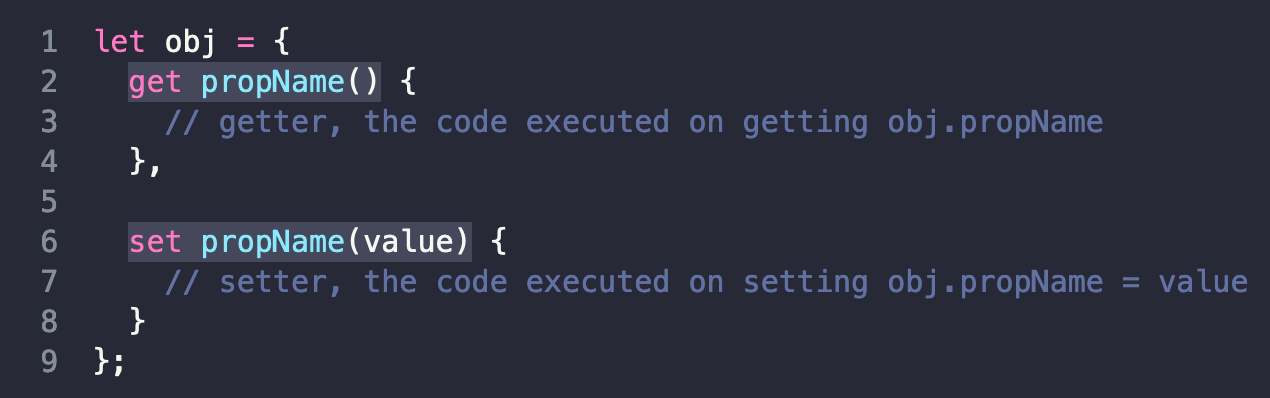 1 let obj = {
2   get propName() {
3     // getter, the code executed on getting obj.propName
4   },
5
6   set propName(value) {
7     // setter, the code executed on setting obj.propName = value
8   }
9 };